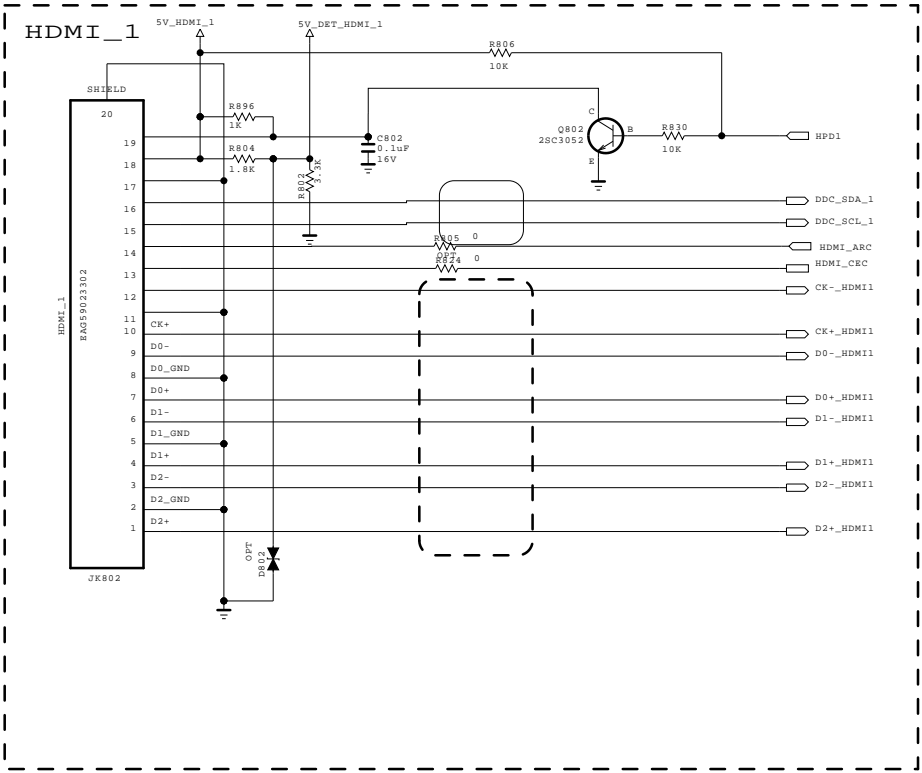 HDMI_1
5V_HDMI_1
5V_DET_HDMI_1
R806
10K
SHIELD
20
R896
1K
C802
0.1uF
16V
C
Q802
2SC3052
B
E
R830
10K
HPD1
19
R804
1.8K
18
R802
3.3K
17
16
DDC_SDA_1
15
DDC_SCL_1
R805
0
14
HDMI_ARC
OPT
R824
0
13
HDMI_CEC
12
CK-_HDMI1
HDMI_1
EAG59023302
11
CK+
10
CK+_HDMI1
D0-
9
D0-_HDMI1
D0_GND
8
D0+
7
D0+_HDMI1
D1-
6
D1-_HDMI1
D1_GND
5
D1+
4
D1+_HDMI1
D2-
3
D2-_HDMI1
D2_GND
2
D2+
1
D2+_HDMI1
OPT
D802
JK802